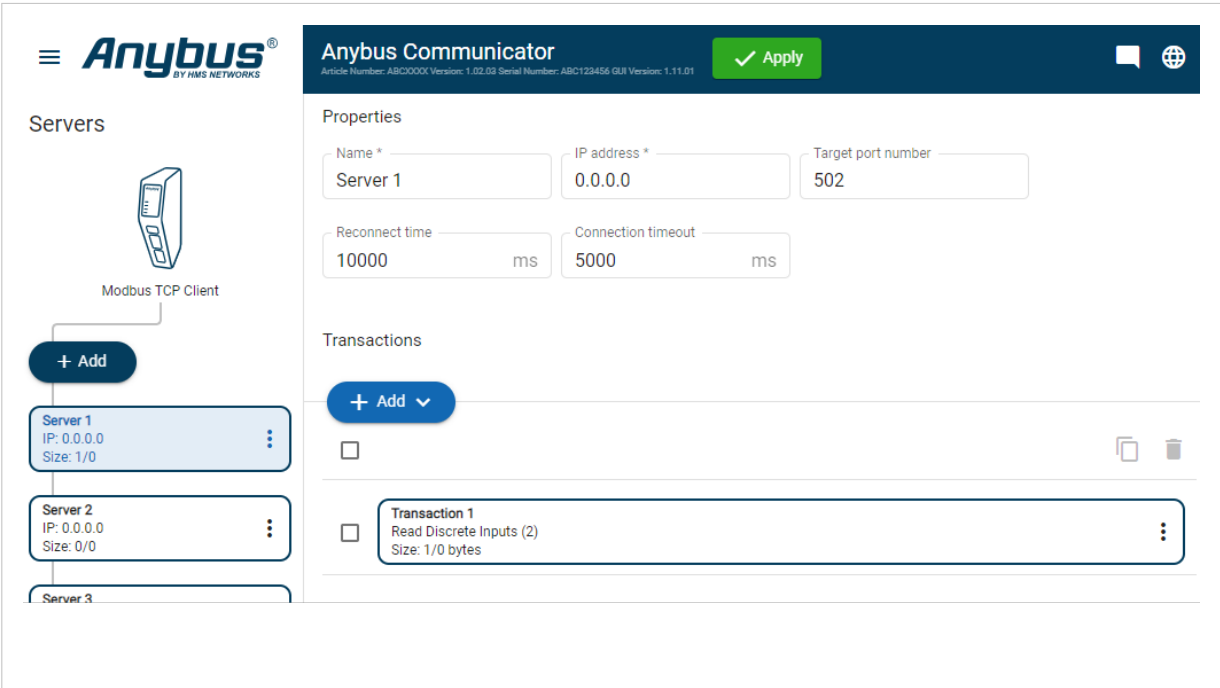 Anybus®
BY HMS NETWORKS
Anybus Communicator
Article Number: ABCXXXX Version: 1.02.03 Serial Number: ABC123456 GUI Version: 1.11.01
Apply
Servers
Modbus TCP Client
+ Add
Server 1
IP: 0.0.0.0
Size: 1/0
Server 2
IP: 0.0.0.0
Size: 0/0
Server 3
Properties
Name *
Server 1
IP address *
0.0.0.0
Target port number
502
Reconnect time
10000 ms
Connection timeout
5000 ms
Transactions
+ Add
Transaction 1
Read Discrete Inputs (2)
Size: 1/0 bytes